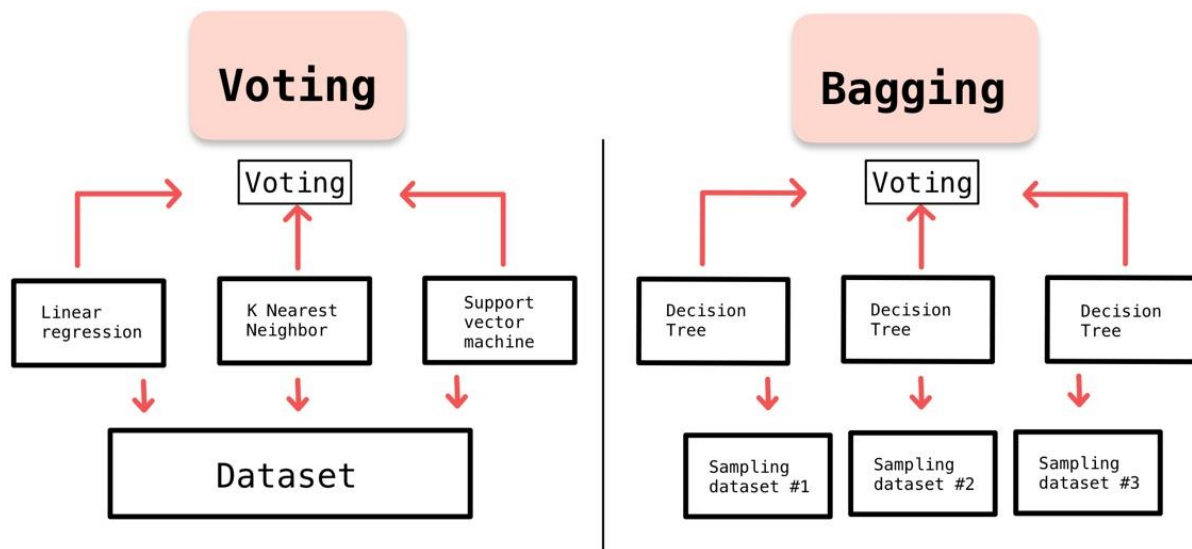 Voting
Voting
Linear
regression
K Nearest
Neighbor
Support
vector
machine
Dataset
Bagging
Voting
Decision
Tree
Decision
Tree
Decision
Tree
Sampling
dataset #1
Sampling
dataset #2
Sampling
dataset #3